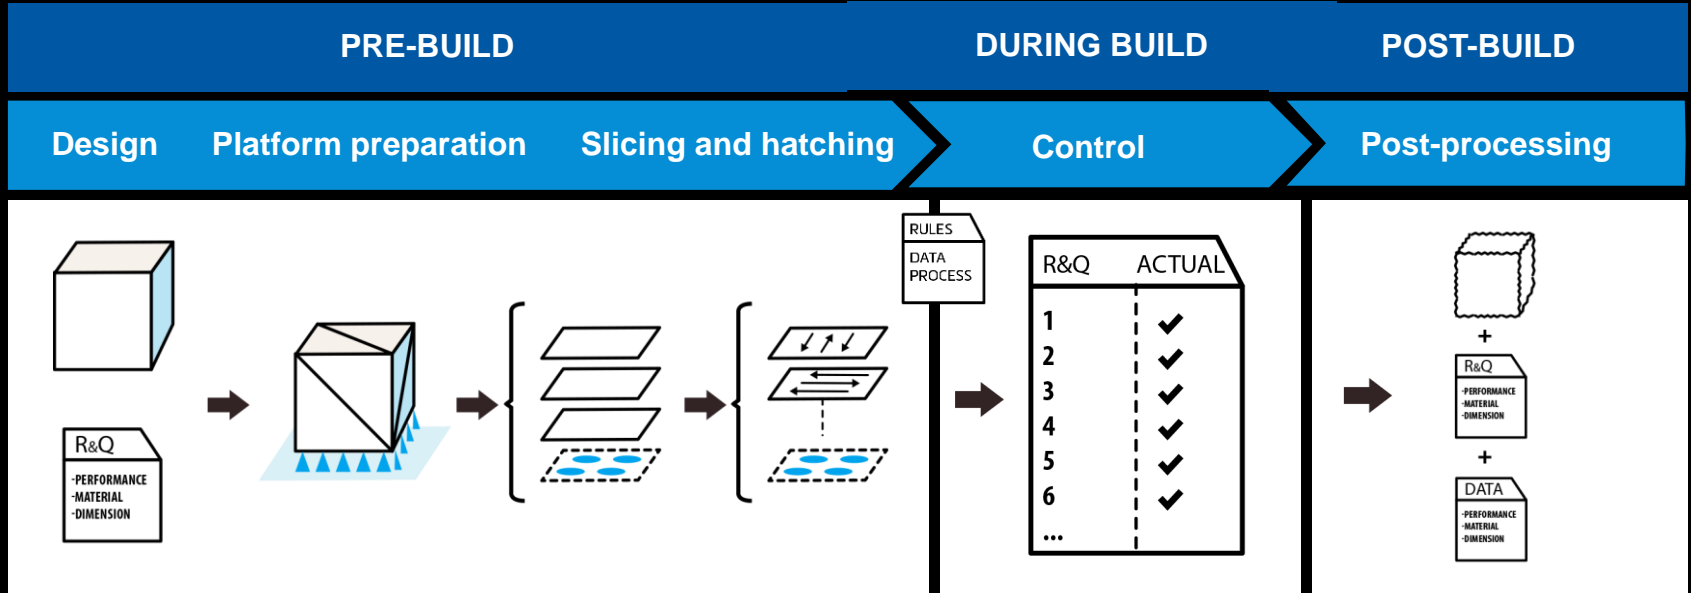 PRE-BUILD
DURING BUILD
POST-BUILD
Design
Platform preparation
Slicing and hatching
Control
Post-processing
R&Q
-PERFORMANCE
-MATERIAL
-DIMENSION
RULES
DATA
PROCESS
R&Q ACTUAL
1
2
3
4
5
6
...
+
R&Q
-PERFORMANCE
-MATERIAL
-DIMENSION
+
DATA
-PERFORMANCE
-MATERIAL
-DIMENSION